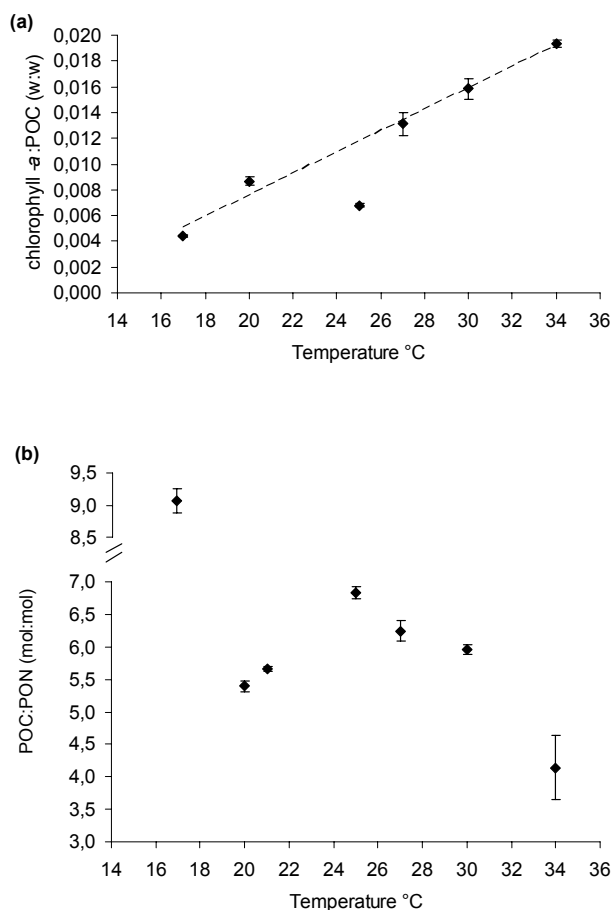 (a)
chlorophyll -a:POC (w:w)
0,020
0,018
0,016
0,014
0,012
0,010
0,008
0,006
0,004
0,002
0,000
14 16 18 20 22 24 26 28 30 32 34 36
Temperature °C
(b)
POC:PON (mol:mol)
9,5
9,0
8,5
7,0
6,5
6,0
5,5
5,0
4,5
4,0
3,5
3,0
14 16 18 20 22 24 26 28 30 32 34 36
Temperature °C